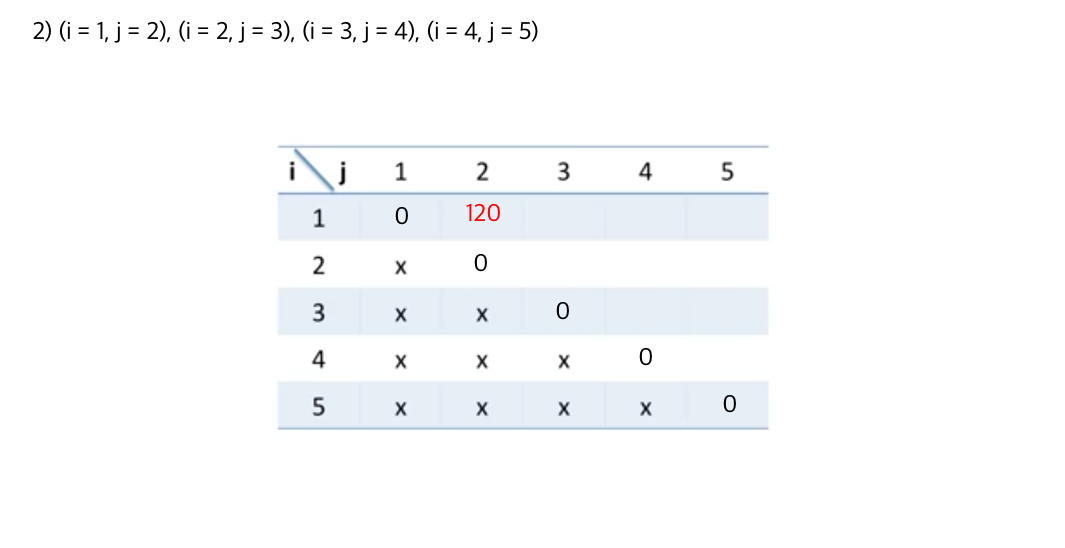 2) (i = 1, j = 2), (i = 2, j = 3), (i = 3, j = 4), (i = 4, j = 5)
i j 1 2 3 4 5
1 0 120
2 x 0
3 x x 0
4 x x x 0
5 x x x x 0